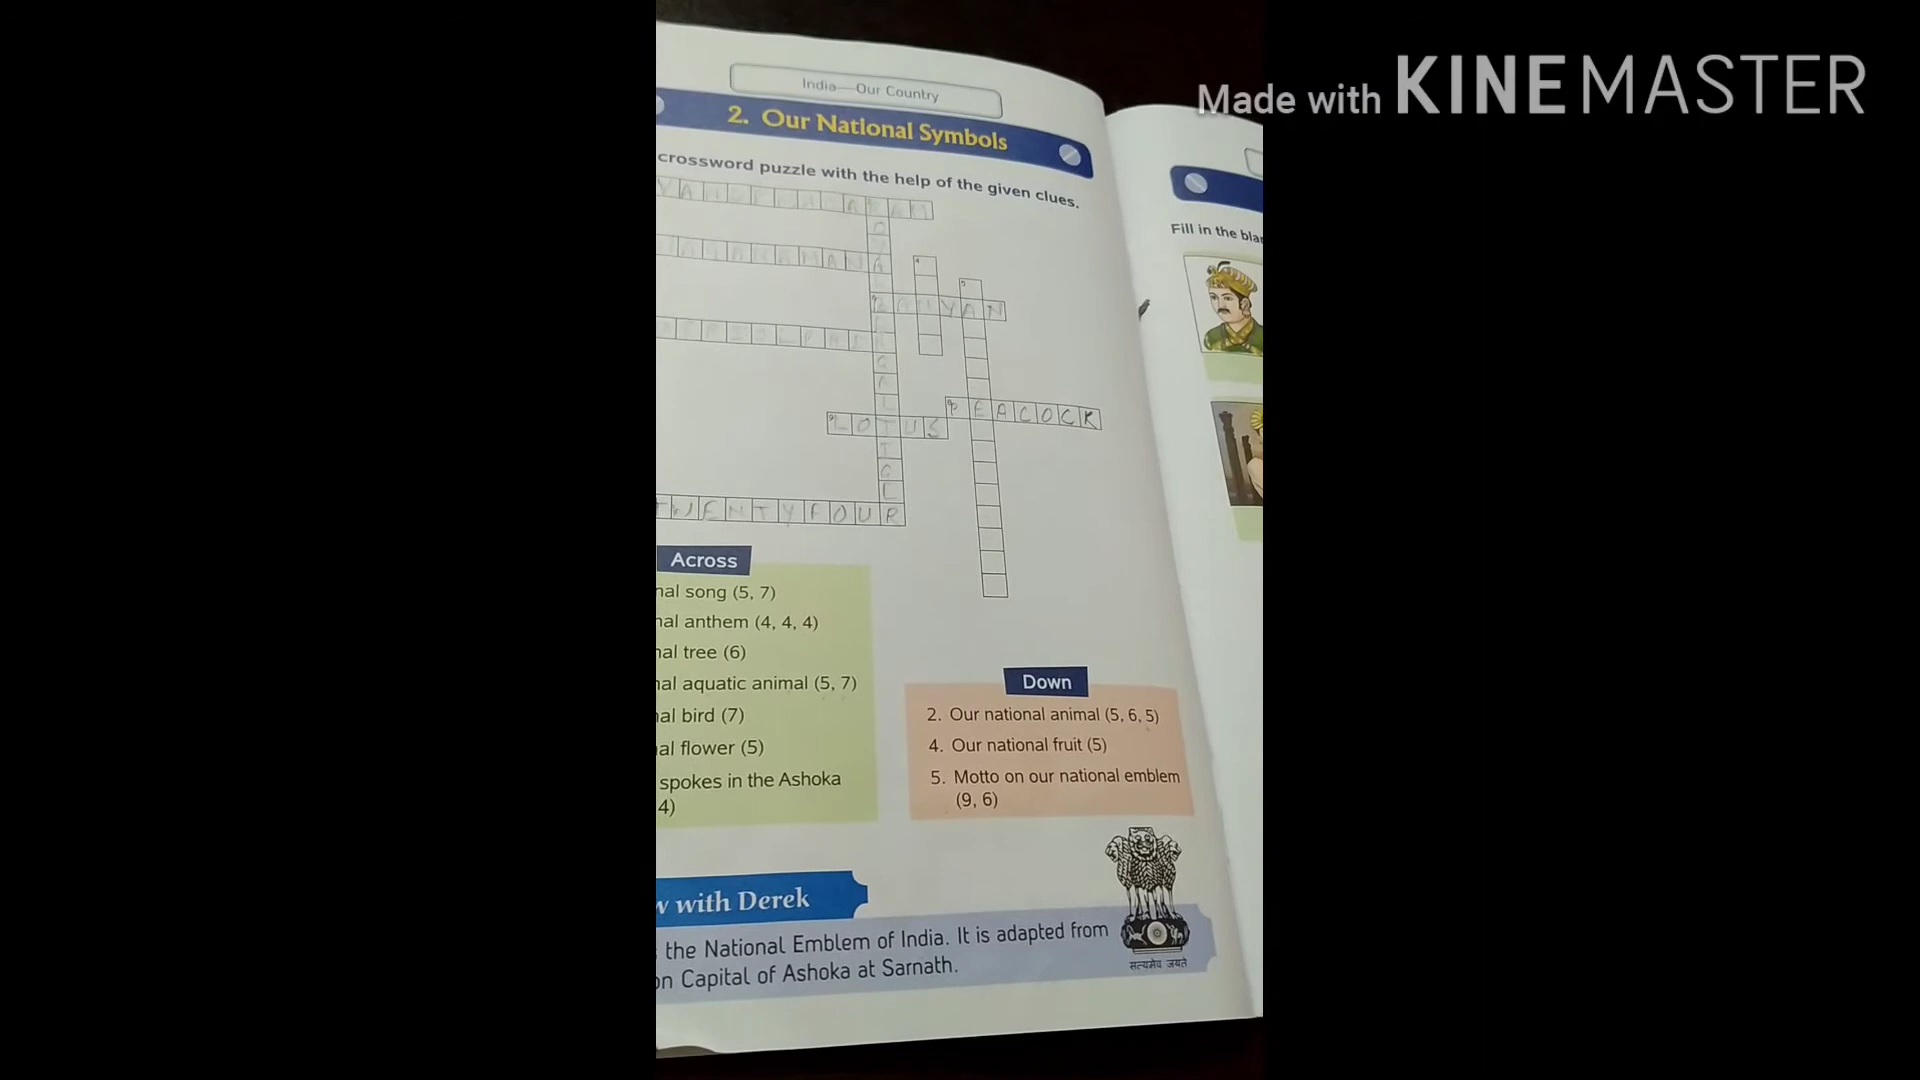 Made with KINEMASTER
India—Our Country
2. Our National Symbols
crossword puzzle with the help of the given clues.
BANYAN
PEACOCK
LOTUS
TWENTYFOUR
Across
nal song (5, 7)
nal anthem (4, 4, 4)
nal tree (6)
nal aquatic animal (5, 7)
al bird (7)
al flower (5)
spokes in the Ashoka
4)
Down
2. Our national animal (5, 6, 5)
4. Our national fruit (5)
5. Motto on our national emblem
(9, 6)
w with Derek
the National Emblem of India. It is adapted from
on Capital of Ashoka at Sarnath.
सत्यमेव जयते
Fill in the bla